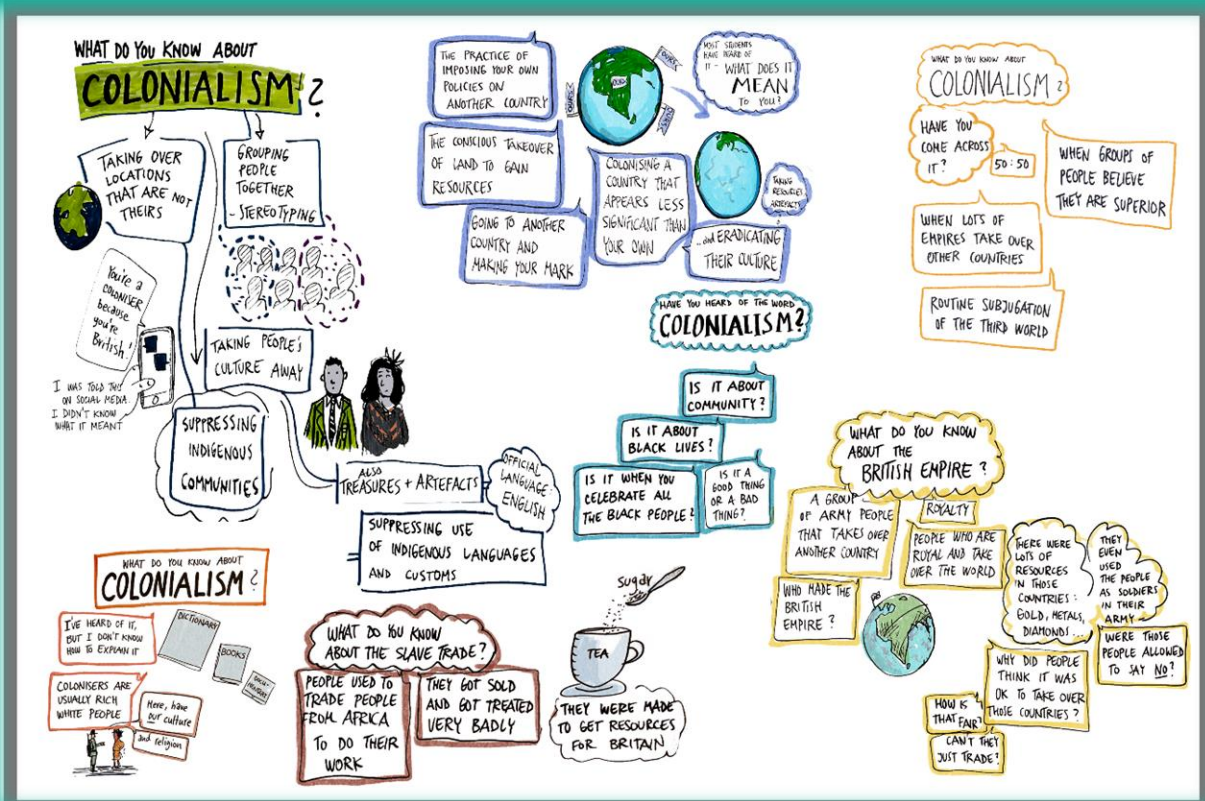 WHAT DO YOU KNOW ABOUT
COLONIALISM?
TAKING OVER
LOCATIONS
THAT ARE NOT
THEIRS
GROUPING
PEOPLE
TOGETHER
- STEREOTYPING
You're a
COLONISER
because
you're
British!
I WAS TOLD THIS
ON SOCIAL MEDIA.
I DIDN'T KNOW
WHAT IT MEANT
TAKING PEOPLE'S
CULTURE AWAY
SUPPRESSING
INDIGENOUS
COMMUNITIES
ALSO
TREASURES + ARTEFACTS
OFFICIAL
LANGUAGE:
ENGLISH
SUPPRESSING USE
OF INDIGENOUS LANGUAGES
AND CUSTOMS
THE PRACTICE OF
IMPOSING YOUR OWN
POLICIES ON
ANOTHER COUNTRY
OURS
OURS
OURS
OURS
MOST STUDENTS
HAVE HEARD OF
IT - WHAT DOES IT
MEAN
TO YOU?
THE CONSCIOUS TAKEOVER
OF LAND TO GAIN
RESOURCES
COLONISING A
COUNTRY THAT
APPEARS LESS
SIGNIFICANT THAN
YOUR OWN
TAKING
RESOURCES,
ARTEFACTS
GOING TO ANOTHER
COUNTRY AND
MAKING YOUR MARK
...and ERADICATING
THEIR CULTURE
WHAT DO YOU KNOW ABOUT
COLONIALISM?
HAVE YOU
COME ACROSS
IT?
50:50
WHEN GROUPS OF
PEOPLE BELIEVE
THEY ARE SUPERIOR
WHEN LOTS OF
EMPIRES TAKE OVER
OTHER COUNTRIES
ROUTINE SUBJUGATION
OF THE THIRD WORLD
HAVE YOU HEARD OF THE WORD
COLONIALISM?
IS IT ABOUT
COMMUNITY?
IS IT ABOUT
BLACK LIVES?
IS IT WHEN YOU
CELEBRATE ALL
THE BLACK PEOPLE?
IS IT A
GOOD THING
OR A BAD
THING?
WHAT DO YOU KNOW
ABOUT THE
BRITISH EMPIRE?
A GROUP
OF ARMY PEOPLE
THAT TAKES OVER
ANOTHER COUNTRY
ROYALTY
PEOPLE WHO ARE
ROYAL AND TAKE
OVER THE WORLD
WHO MADE THE
BRITISH
EMPIRE?
THERE WERE
LOTS OF
RESOURCES
IN THOSE
COUNTRIES:
GOLD, METALS,
DIAMONDS...
THEY
EVEN
USED
THE PEOPLE
AS SOLDIERS
IN THEIR
ARMY
WERE THOSE
PEOPLE ALLOWED
TO SAY NO?
WHY DID PEOPLE
THINK IT WAS
OK TO TAKE OVER
THOSE COUNTRIES?
HOW IS
THAT FAIR?
CAN'T THEY
JUST TRADE?
WHAT DO YOU KNOW ABOUT
COLONIALISM?
I'VE HEARD OF IT,
BUT I DON'T KNOW
HOW TO EXPLAIN IT
DICTIONARY
BOOKS
COLONISERS ARE
USUALLY RICH
WHITE PEOPLE
Here, have
our culture
and religion
WHAT DO YOU KNOW
ABOUT THE SLAVE TRADE?
PEOPLE USED TO
TRADE PEOPLE
FROM AFRICA
TO DO THEIR
WORK
THEY GOT SOLD
AND GOT TREATED
VERY BADLY
Sugar
TEA
THEY WERE MADE
TO GET RESOURCES
FOR BRITAIN